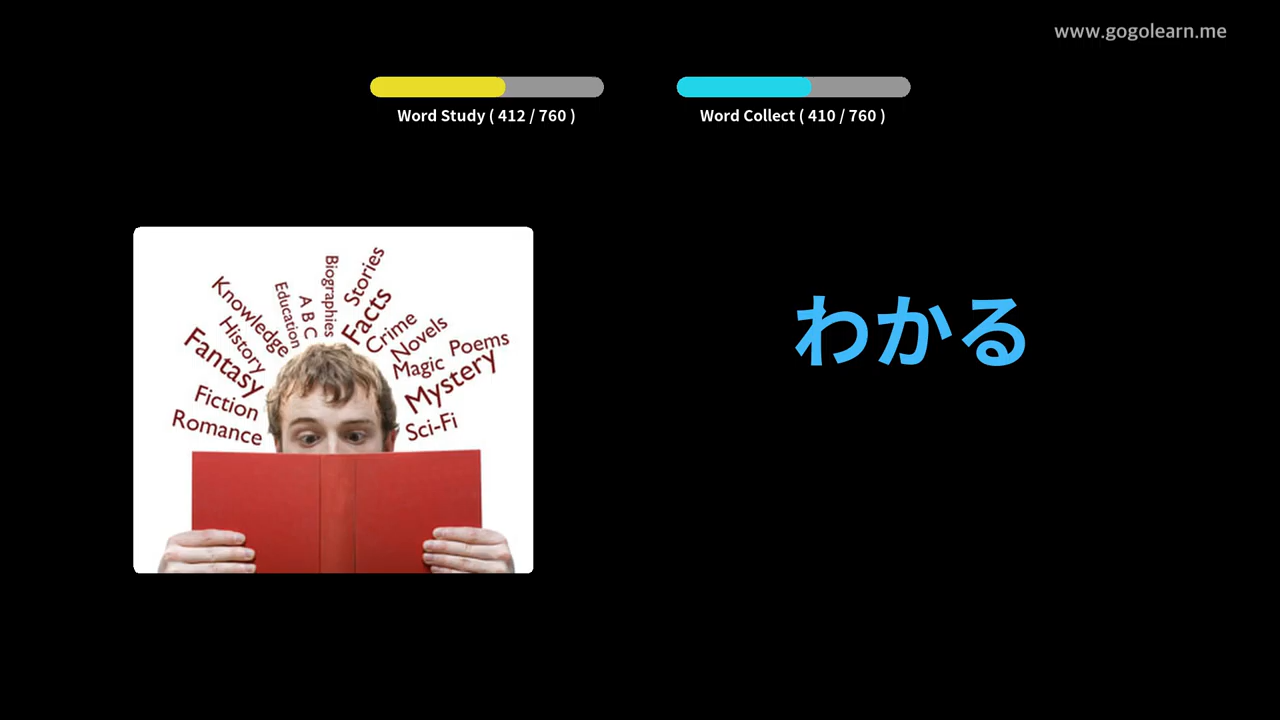 www.gogolearn.me
Word Study ( 412 / 760 )
Word Collect ( 410 / 760 )
Knowledge
Education
A B C
Biographies
Stories
Facts
History
Crime
Novels
Fantasy
Magic
Poems
Mystery
Fiction
Romance
Sci-Fi
わかる